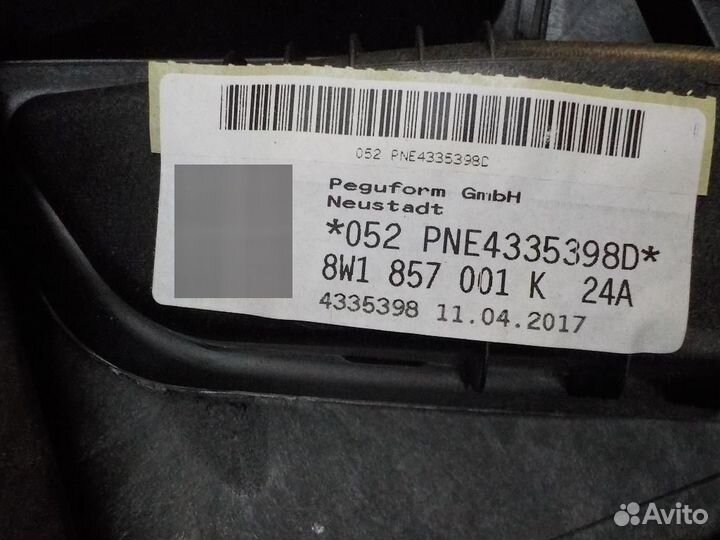 052 PNE4335398D
Peguform GmbH
Neustadt
*052 PNE4335398D*
8W1 857 001 K 24A
4335398 11.04.2017
Avito